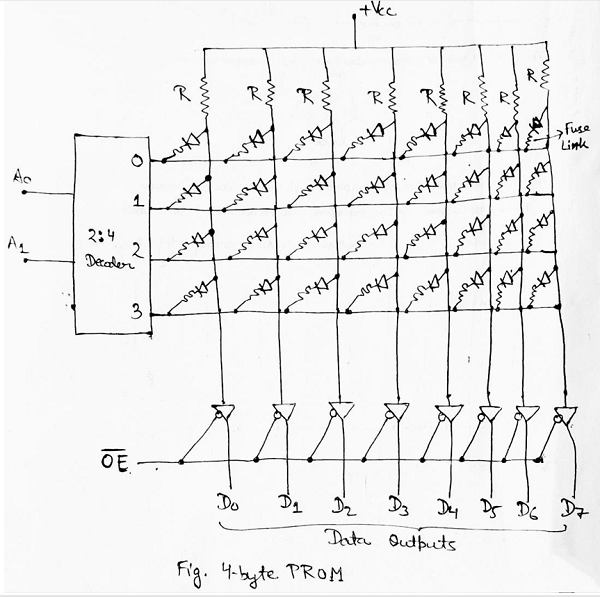 +Vcc
R R R R R R R R
Fuse Link
0
A0
1
2:4 Decoder
A1
2
3
OE
D0 D1 D2 D3 D4 D5 D6 D7
Data Outputs
Fig. 4-byte PROM